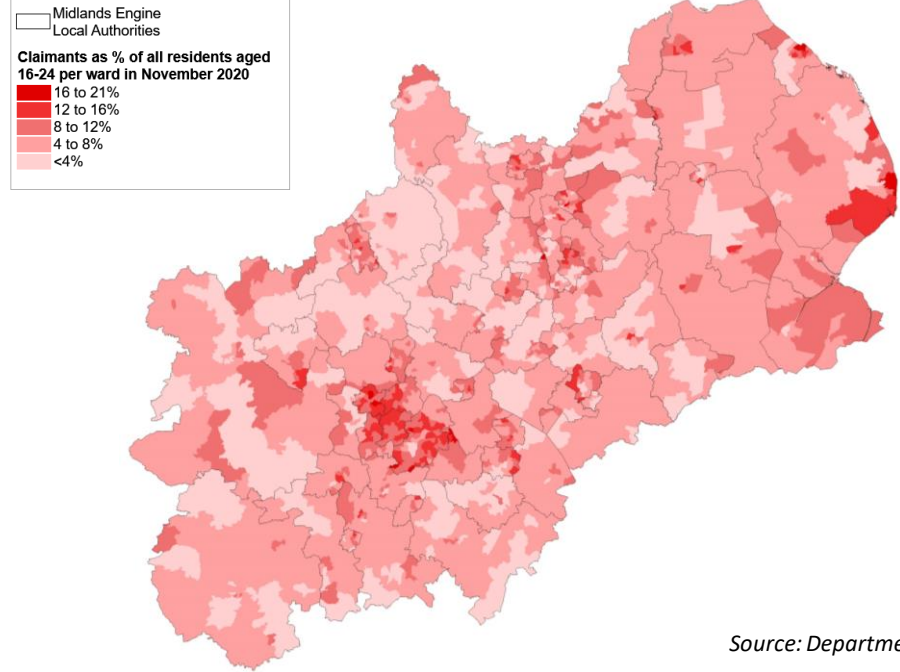 Midlands Engine
Local Authorities
Claimants as % of all residents aged
16-24 per ward in November 2020
16 to 21%
12 to 16%
8 to 12%
4 to 8%
<4%
Source: Departme